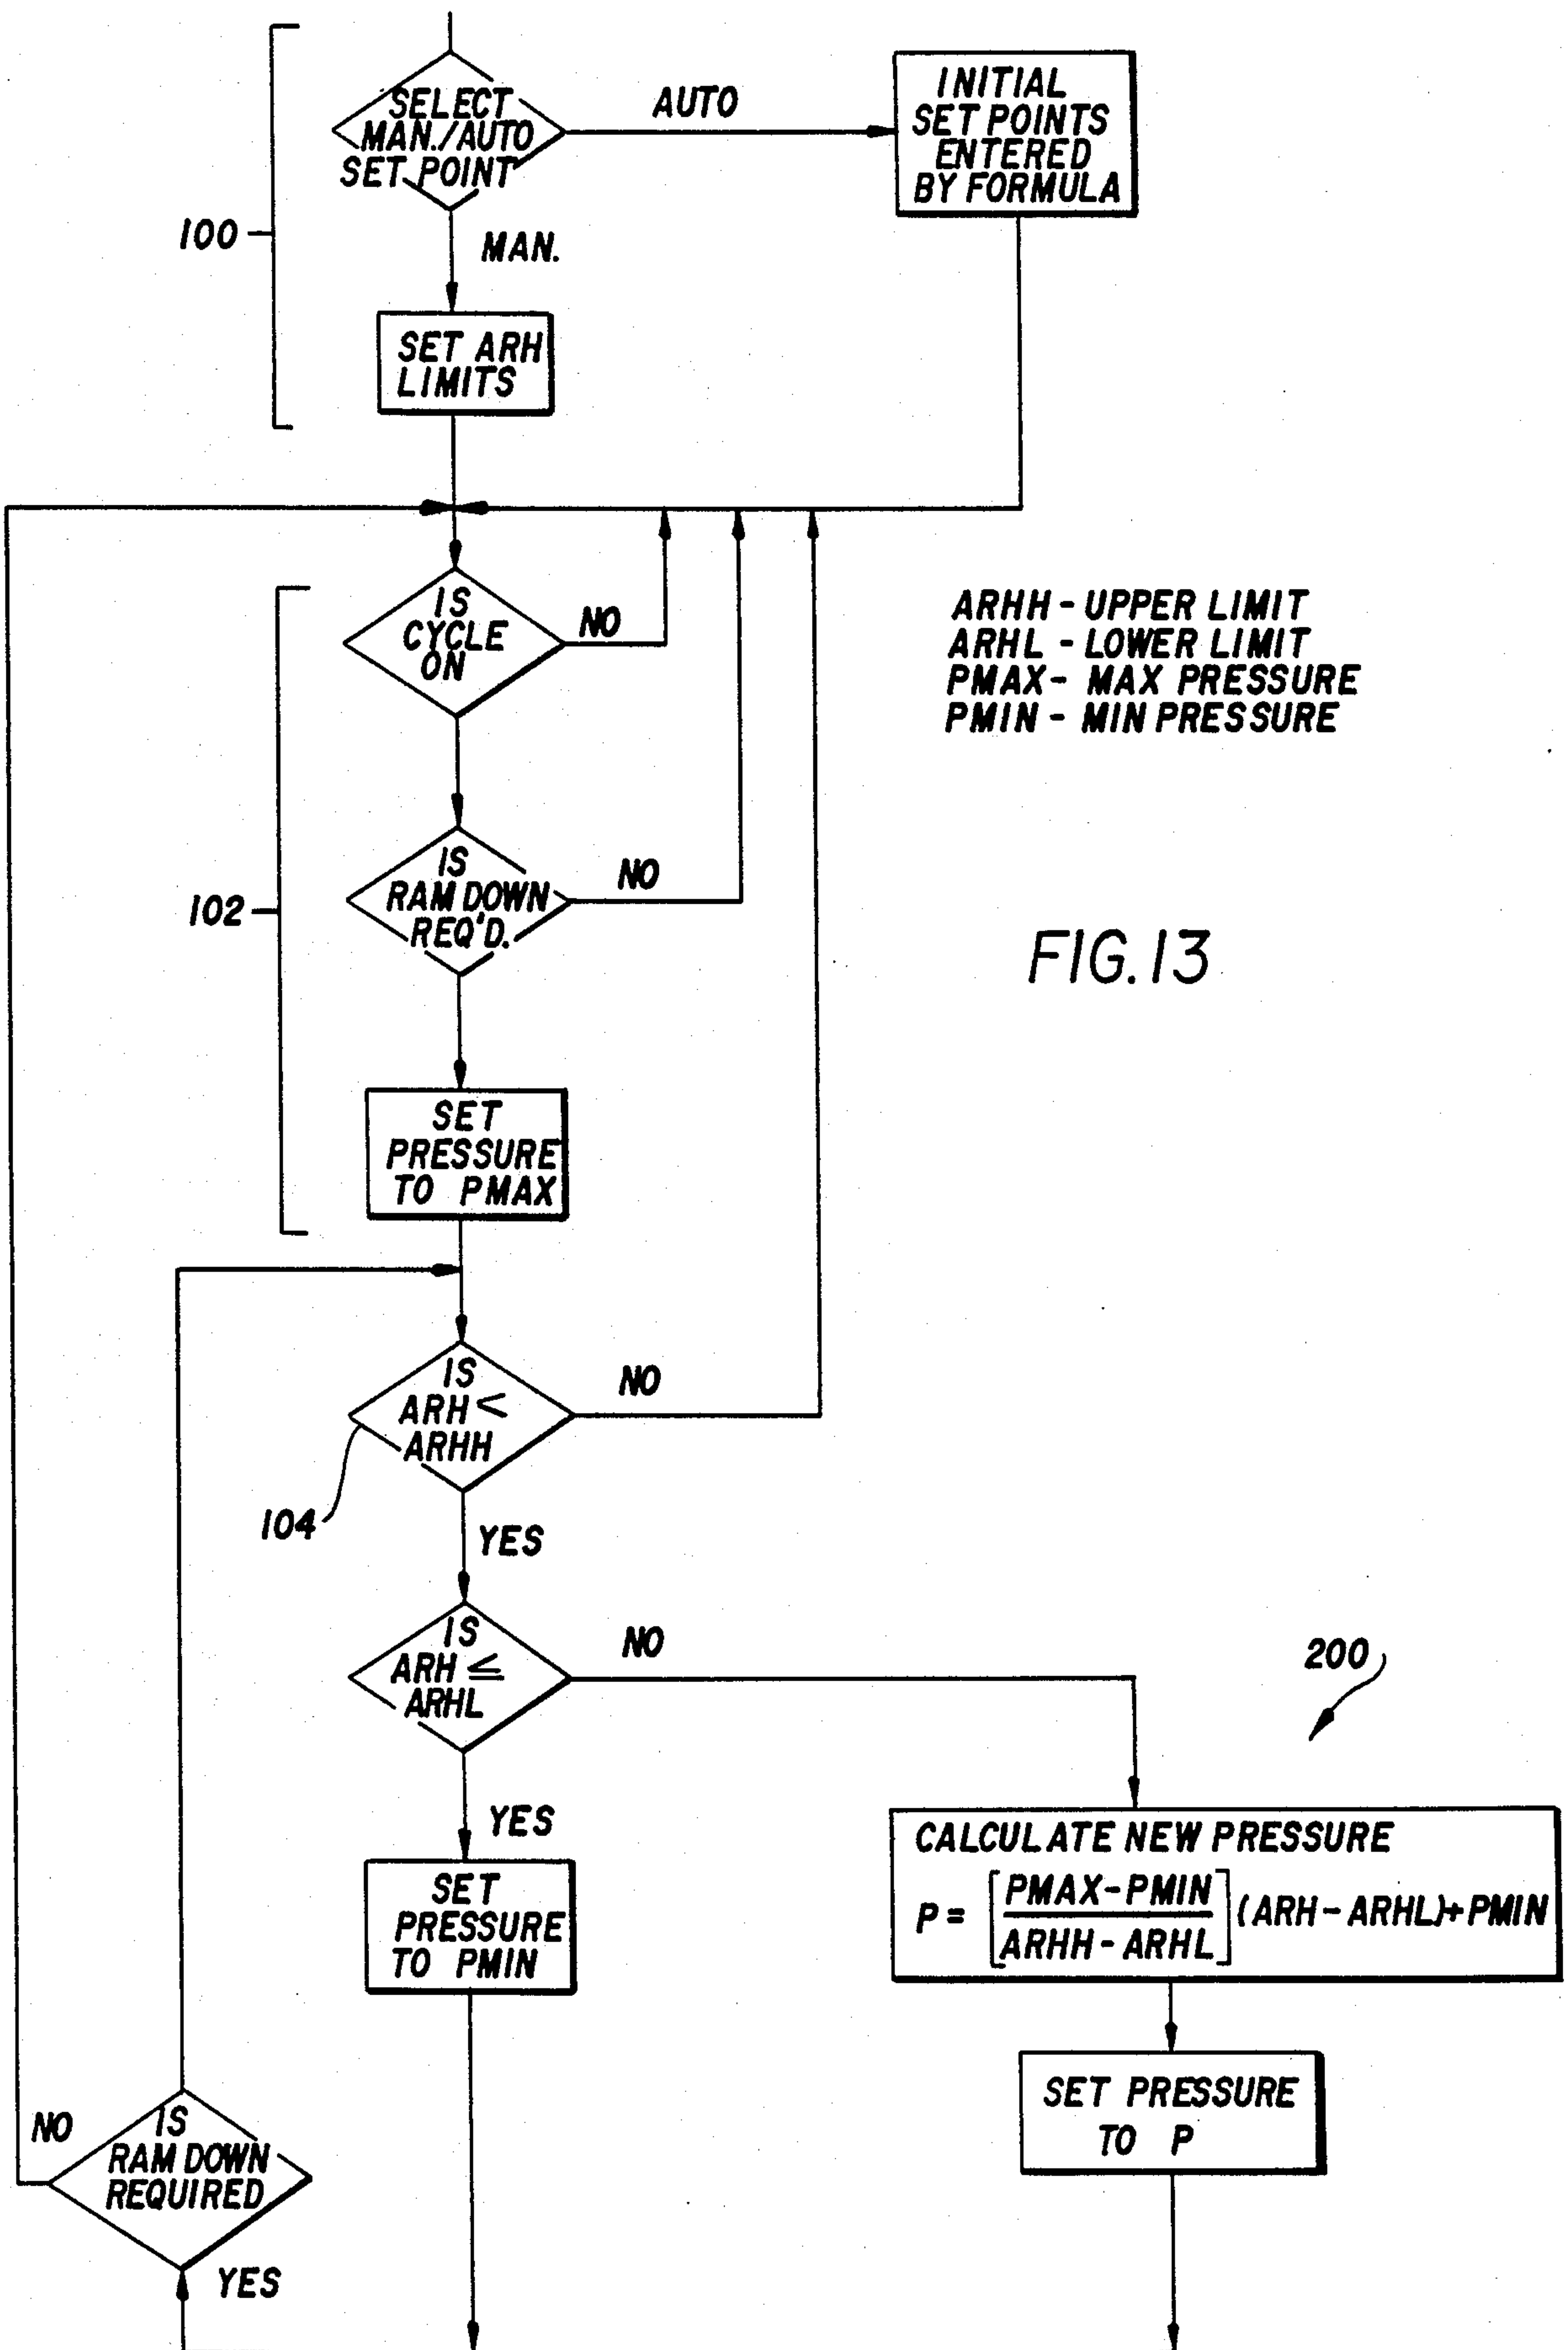 SELECT
MAN./AUTO
SET POINT
AUTO
INITIAL
SET POINTS
ENTERED
BY FORMULA
100
MAN.
SET ARH
LIMITS
IS
CYCLE
ON
NO
ARHH - UPPER LIMIT
ARHL - LOWER LIMIT
PMAX - MAX PRESSURE
PMIN - MIN PRESSURE
102
IS
RAM DOWN
REQ'D.
NO
FIG. 13
SET
PRESSURE
TO PMAX
IS
ARH <
ARHH
NO
104
YES
IS
ARH ≤
ARHL
NO
200
YES
SET
PRESSURE
TO PMIN
CALCULATE NEW PRESSURE
P = [PMAX-PMIN / ARHH-ARHL] (ARH-ARHL)+PMIN
SET PRESSURE
TO P
NO
IS
RAM DOWN
REQUIRED
YES